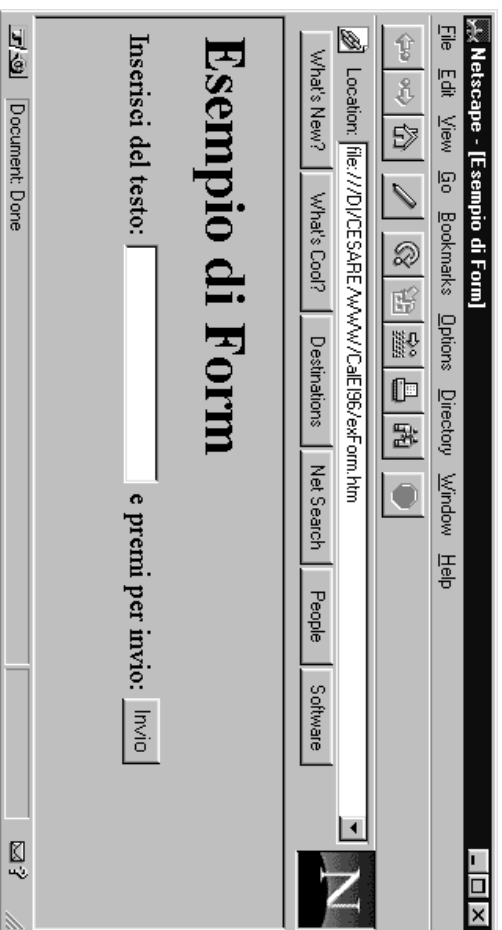 Netscape - [Esempio di Form]
File Edit View Go Bookmarks Options Directory Window Help
Location: file:///D|/CESARE/WWW/CalEl96/exForm.htm
N
What's New? What's Cool? Destinations Net Search People Software
Esempio di Form
Inserisci del testo: e premi per invio: Invio
Document: Done ?